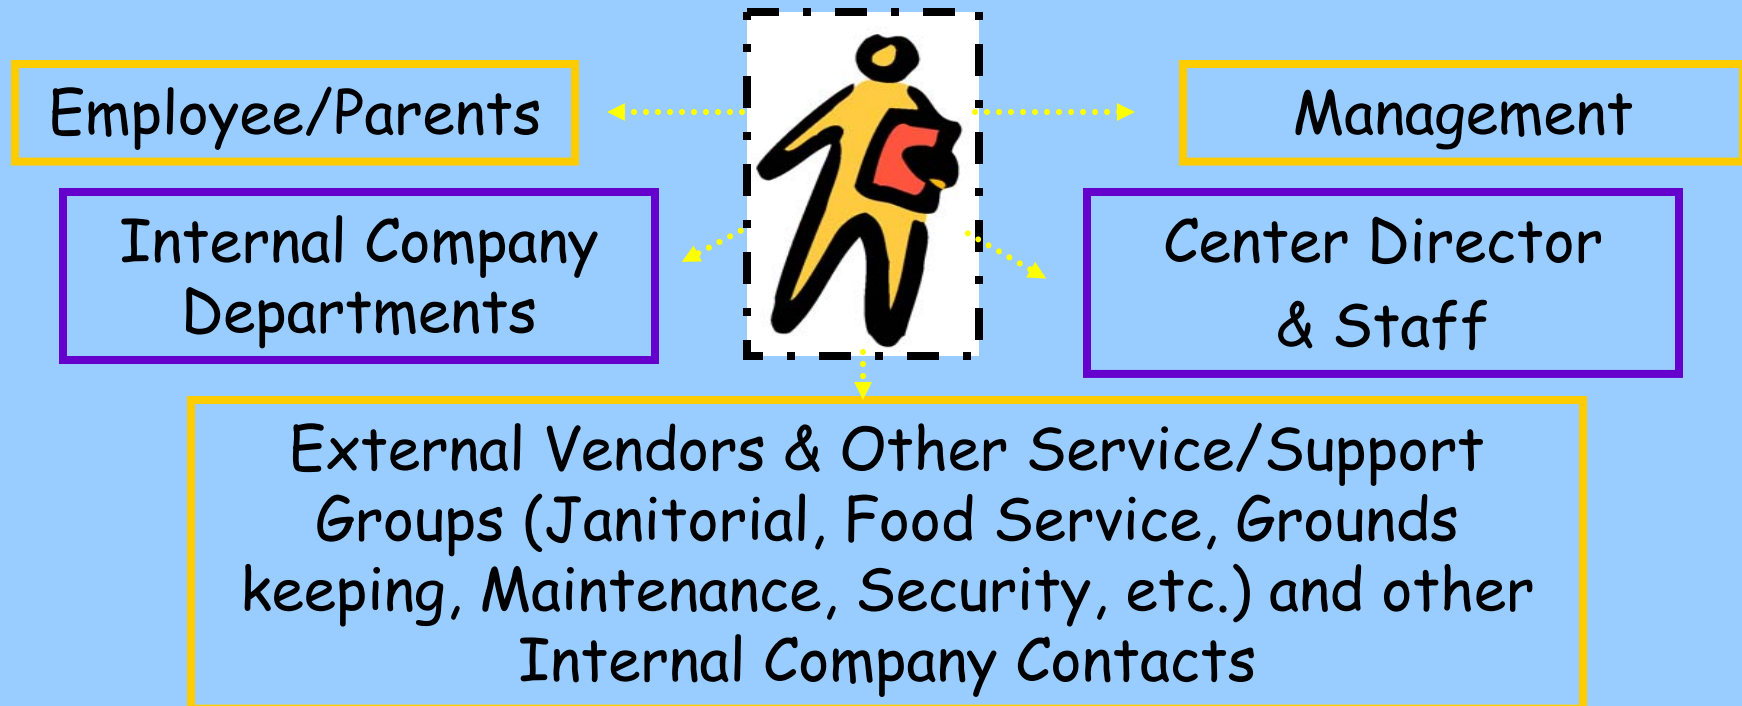 Employee/Parents
Management
Internal Company
Departments
Center Director
& Staff
External Vendors & Other Service/Support
Groups (Janitorial, Food Service, Grounds
keeping, Maintenance, Security, etc.) and other
Internal Company Contacts